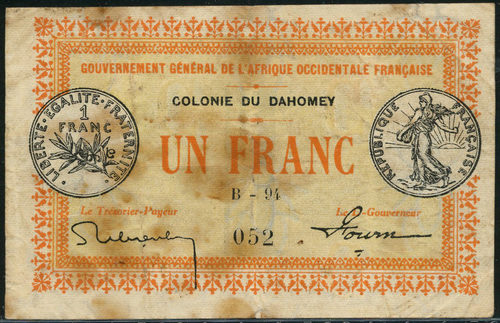 GOUVERNEMENT GÉNÉRAL DE L'AFRIQUE OCCIDENTALE FRANÇAISE
COLONIE DU DAHOMEY
LIBERTE · EGALITE · FRATERNITE
1
FRANC
REPUBLIQUE FRANÇAISE
UN FRANC
B - 94
Le Trésorier-Payeur
Le Lt-Gouverneur
052